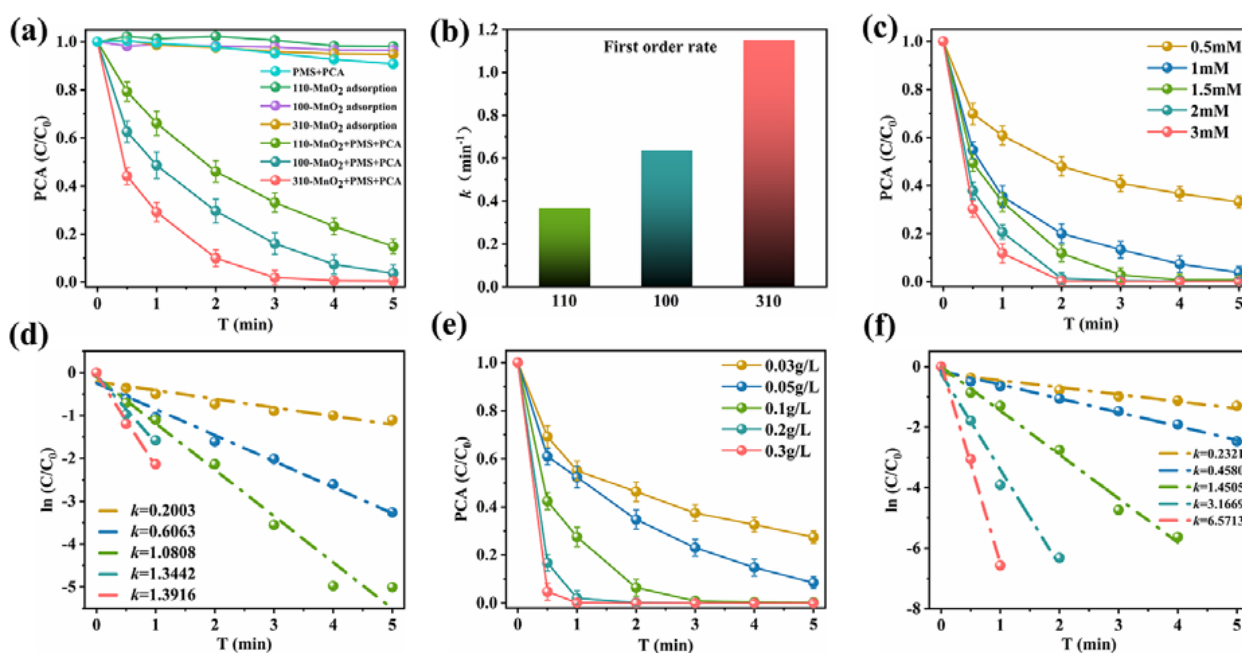 (a)
PCA (C/C0)
1.0
0.8
0.6
0.4
0.2
0.0
PMS+PCA
110-MnO2 adsorption
100-MnO2 adsorption
310-MnO2 adsorption
110-MnO2+PMS+PCA
100-MnO2+PMS+PCA
310-MnO2+PMS+PCA
0 1 2 3 4 5
T (min)
(b)
k (min-1)
1.2
1.0
0.8
0.6
0.4
0.2
0.0
First order rate
110 100 310
(c)
PCA (C/C0)
1.0
0.8
0.6
0.4
0.2
0.0
0.5mM
1mM
1.5mM
2mM
3mM
0 1 2 3 4 5
T (min)
(d)
ln (C/C0)
0
-1
-2
-3
-4
-5
k=0.2003
k=0.6063
k=1.0808
k=1.3442
k=1.3916
0 1 2 3 4 5
T (min)
(e)
PCA (C/C0)
1.0
0.8
0.6
0.4
0.2
0.0
0.03g/L
0.05g/L
0.1g/L
0.2g/L
0.3g/L
0 1 2 3 4 5
T (min)
(f)
ln (C/C0)
0
-2
-4
-6
-8
k=0.2321
k=0.4580
k=1.4505
k=3.1669
k=6.5713
0 1 2 3 4 5
T (min)